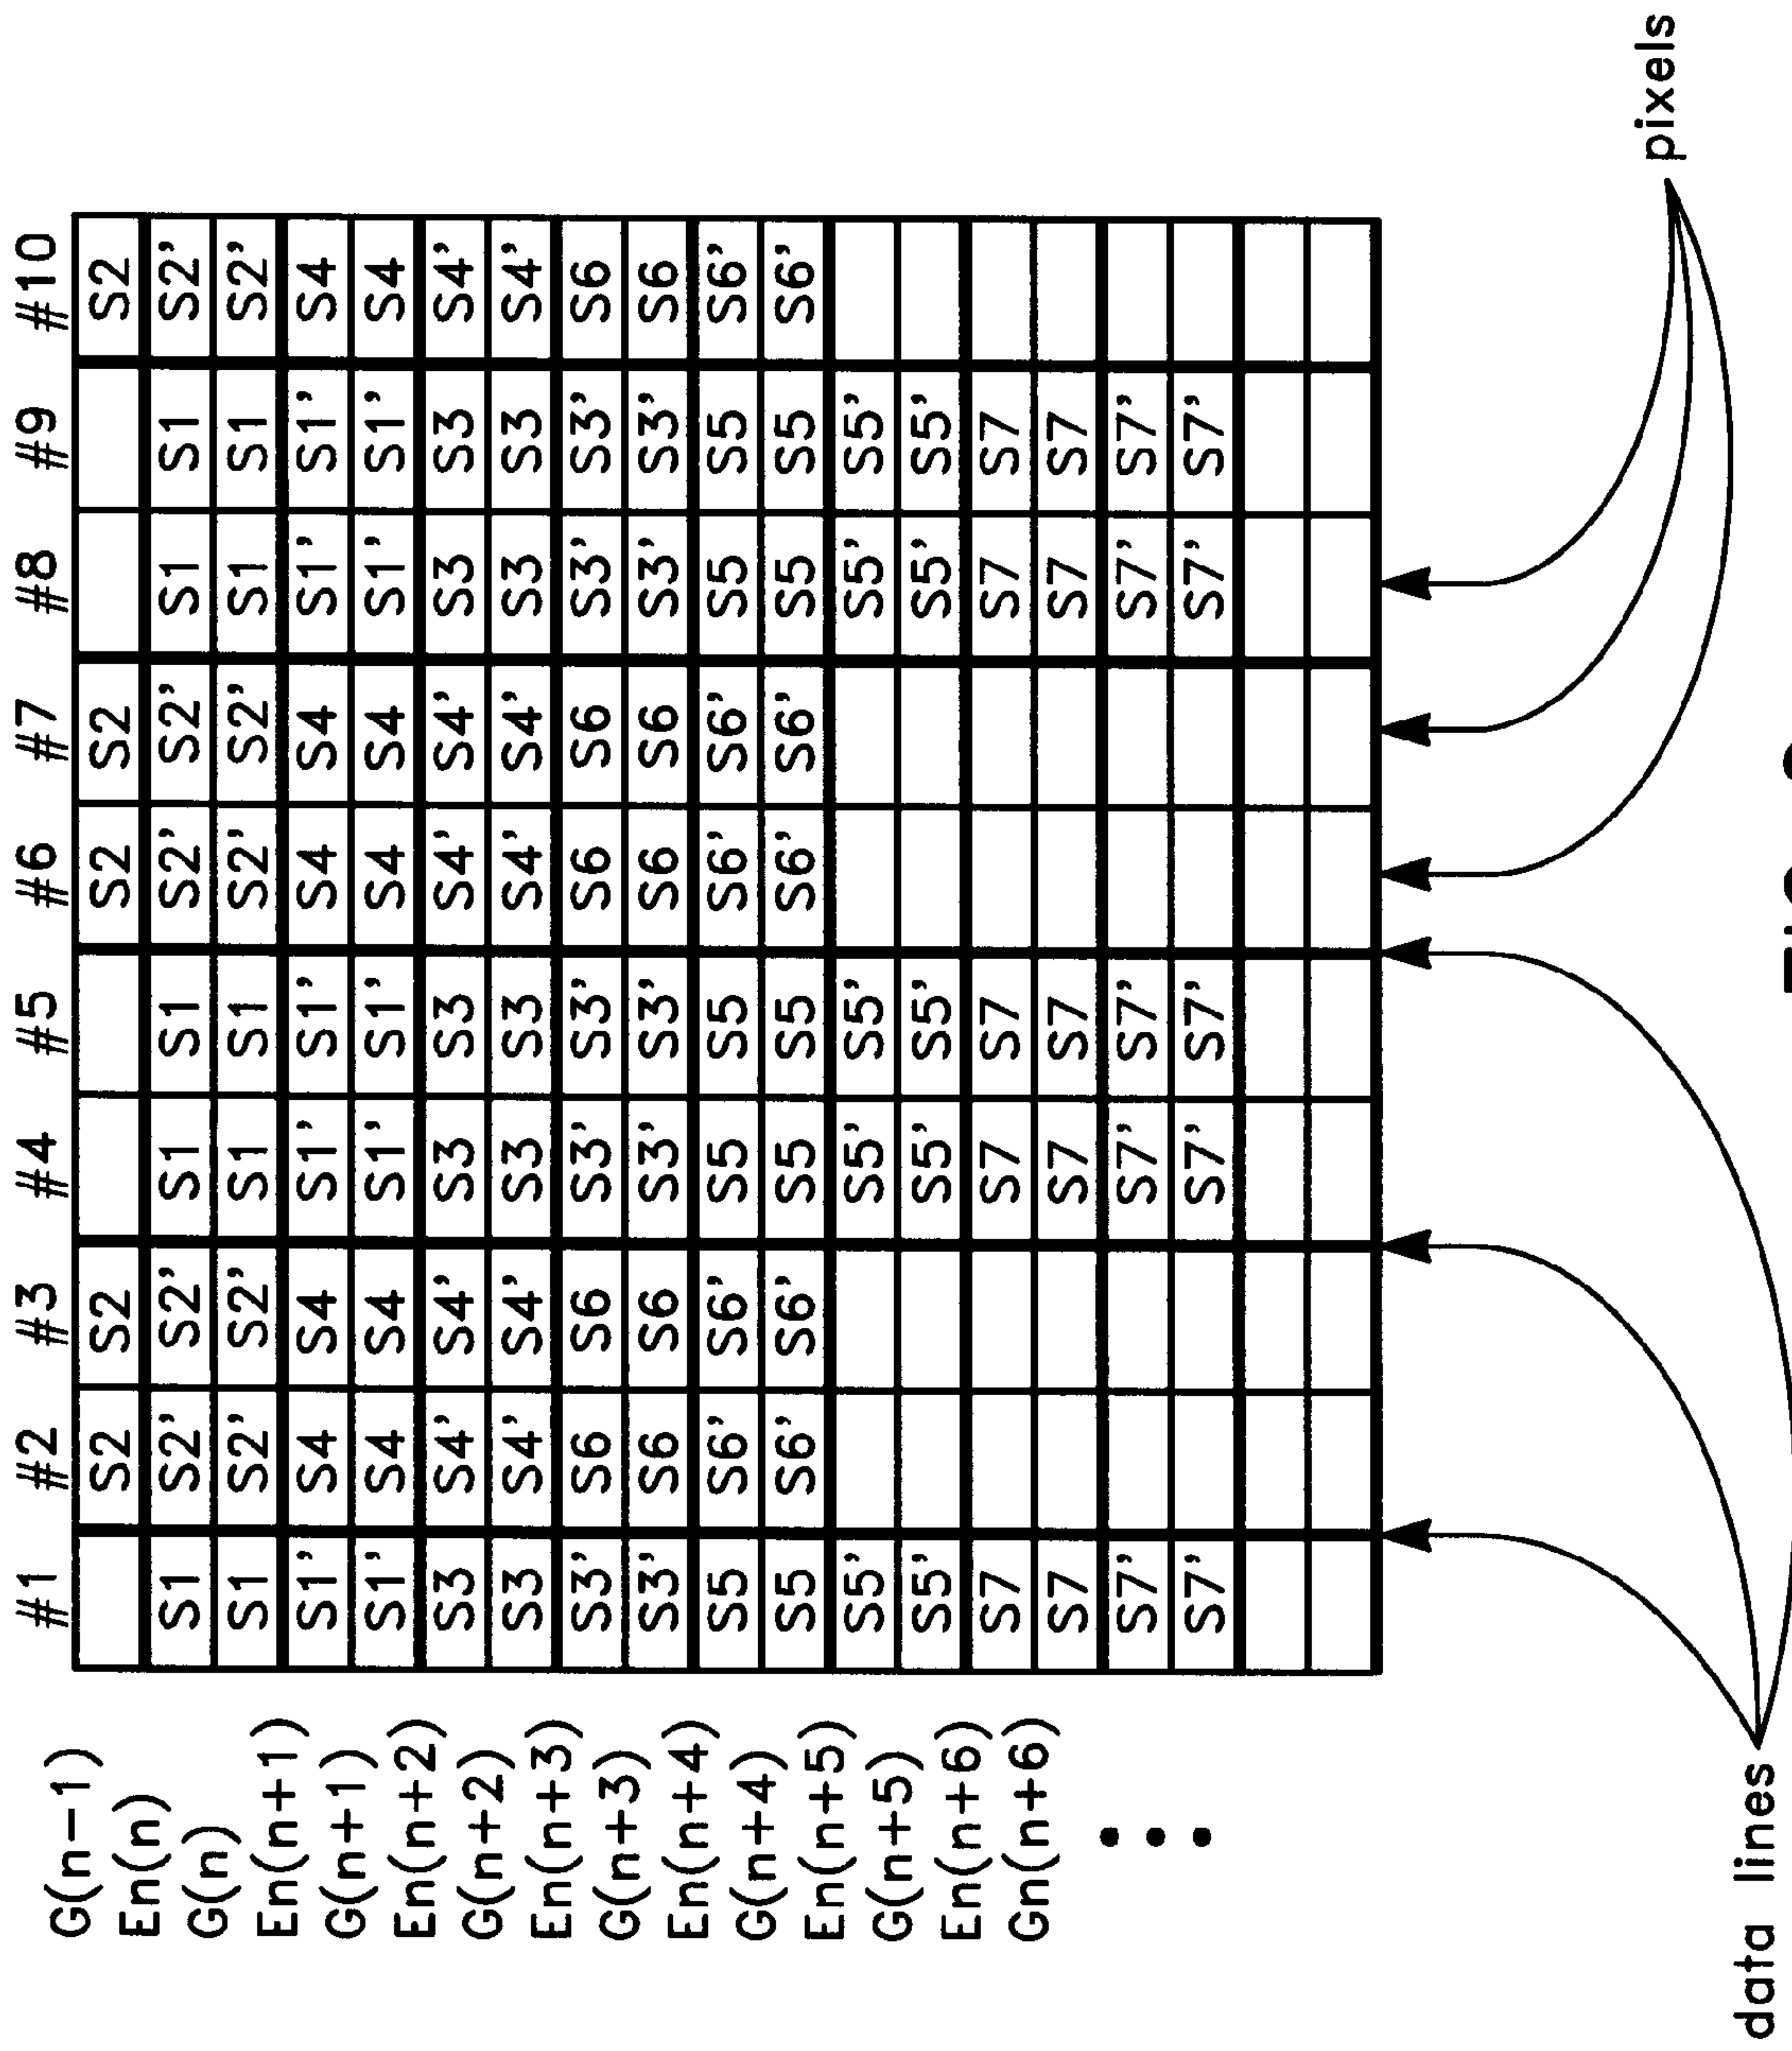 #1 #2 #3 #4 #5 #6 #7 #8 #9 #10
G(n-1) S2 S2 S2 S2 S2
En(n) S1 S2' S2' S1 S1 S2' S2' S1 S1 S2'
G(n) S1 S2' S2' S1 S1 S2' S2' S1 S1 S2'
En(n+1) S1' S4 S4 S1' S1' S4 S4 S1' S1' S4
G(n+1) S1' S4 S4 S1' S1' S4 S4 S1' S1' S4
En(n+2) S3 S4' S4' S3 S3 S4' S4' S3 S3 S4'
G(n+2) S3 S4' S4' S3 S3 S4' S4' S3 S3 S4'
En(n+3) S3' S6 S6 S3' S3' S6 S6 S3' S3' S6
G(n+3) S3' S6 S6 S3' S3' S6 S6 S3' S3' S6
En(n+4) S5 S6' S6' S5 S5 S6' S6' S5 S5 S6'
G(n+4) S5 S6' S6' S5 S5 S6' S6' S5 S5 S6'
En(n+5) S5' S5' S5' S5' S5'
G(n+5) S5' S5' S5' S5' S5'
En(n+6) S7 S7 S7 S7 S7
Gn(n+6) S7 S7 S7 S7 S7
S7' S7' S7' S7' S7'
S7' S7' S7' S7' S7'
pixels
data llines